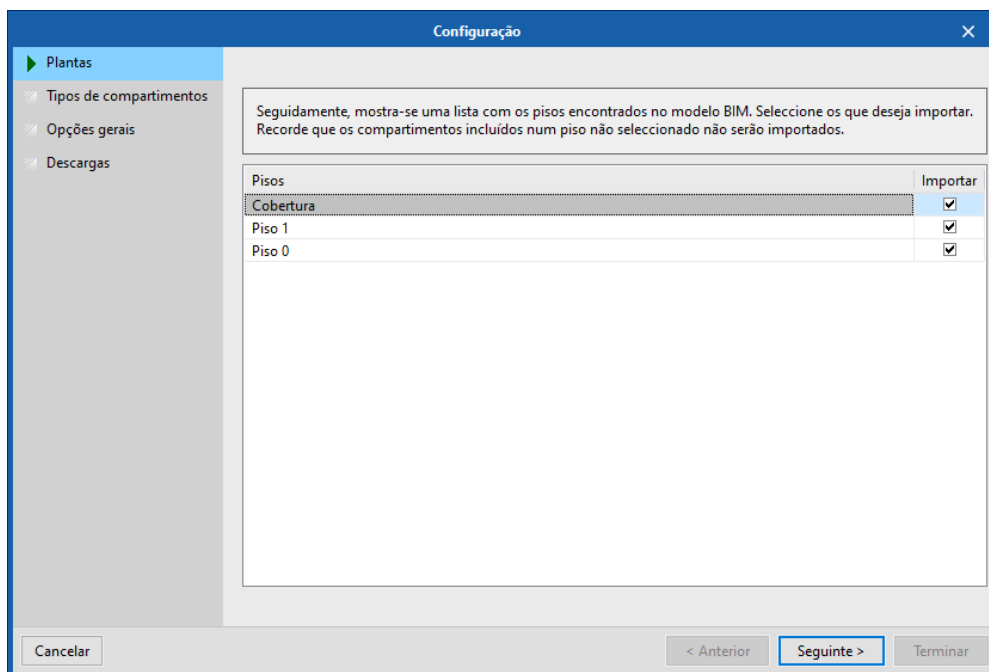 Configuração
Plantas
Tipos de compartimentos
Opções gerais
Descargas
Seguidamente, mostra-se uma lista com os pisos encontrados no modelo BIM. Seleccione os que deseja importar.
Recorde que os compartimentos incluídos num piso não seleccionado não serão importados.
Pisos Importar
Cobertura
Piso 1
Piso 0
Cancelar < Anterior Seguinte > Terminar